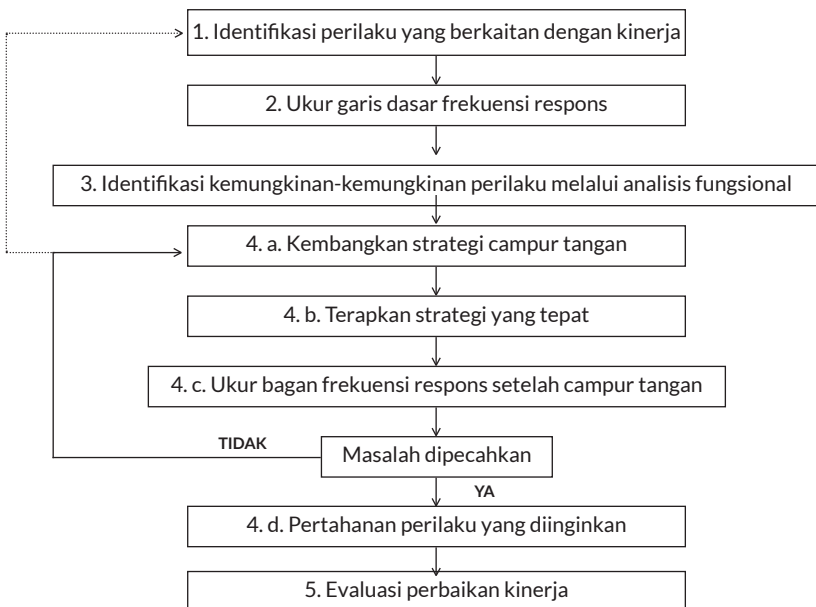 1. Identifikasi perilaku yang berkaitan dengan kinerja
2. Ukur garis dasar frekuensi respons
3. Identifikasi kemungkinan-kemungkinan perilaku melalui analisis fungsional
4. a. Kembangkan strategi campur tangan
4. b. Terapkan strategi yang tepat
4. c. Ukur bagan frekuensi respons setelah campur tangan
TIDAK
Masalah dipecahkan
YA
4. d. Pertahanan perilaku yang diinginkan
5. Evaluasi perbaikan kinerja